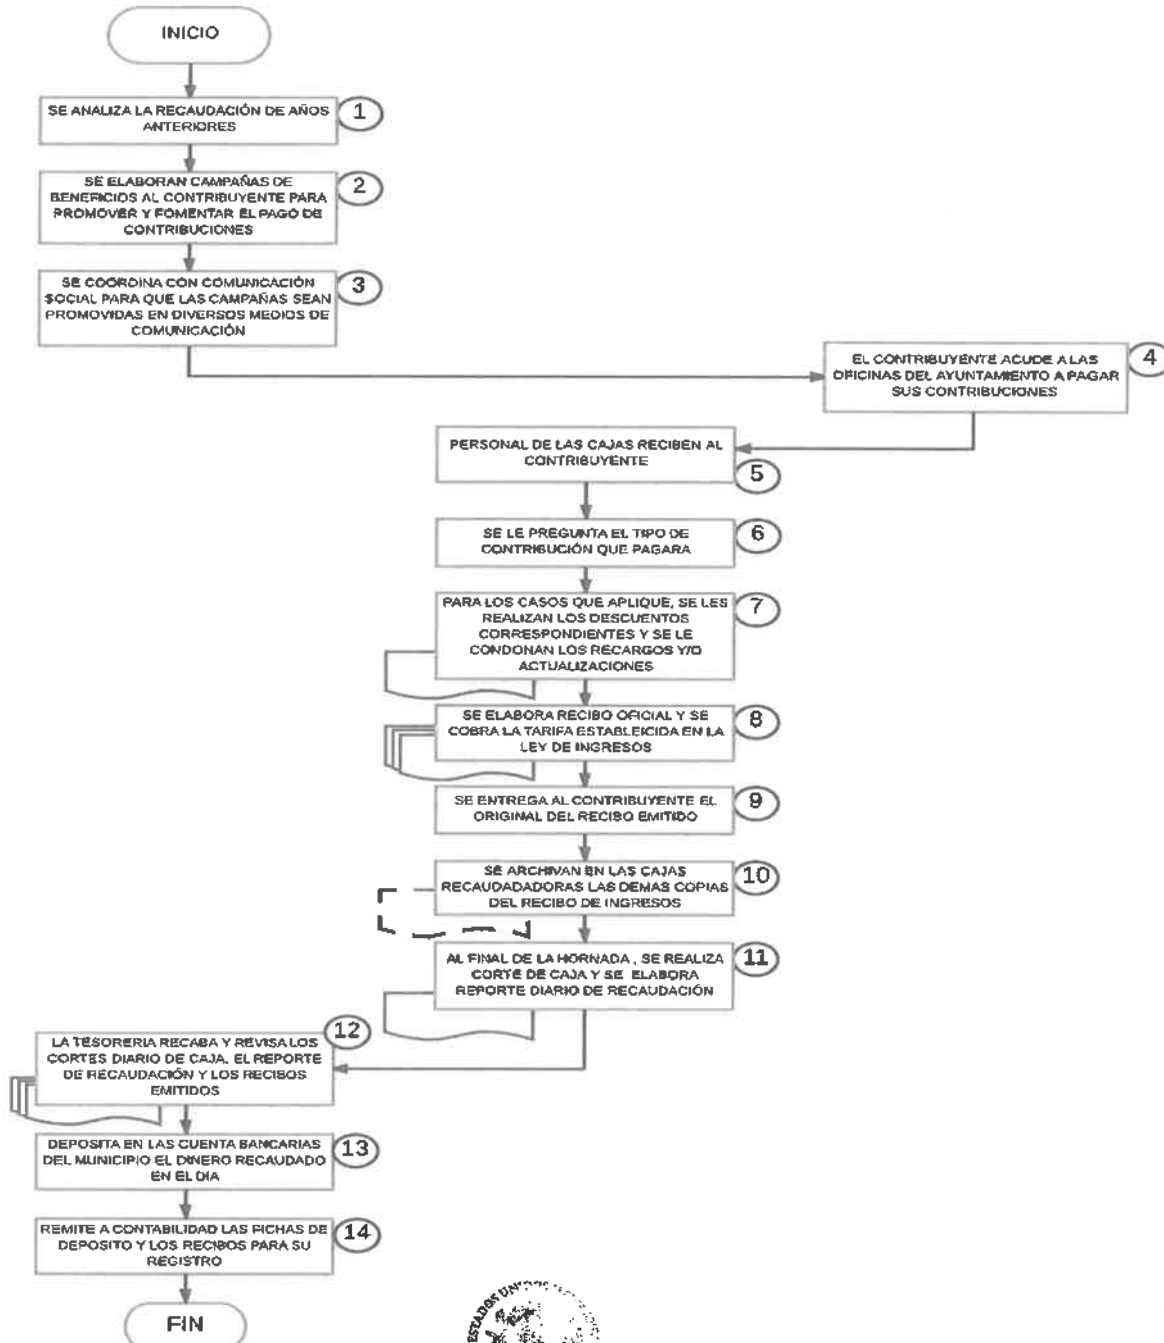 INICIO
SE ANALIZA LA RECAUDACIÓN DE AÑOS
ANTERIORES
1
SE ELABORAN CAMPAÑAS DE
BENEFICIOS AL CONTRIBUYENTE PARA
PROMOVER Y FOMENTAR EL PAGO DE
CONTRIBUCIONES
2
SE COORDINA CON COMUNICACIÓN
SOCIAL PARA QUE LAS CAMPAÑAS SEAN
PROMOVIDAS EN DIVERSOS MEDIOS DE
COMUNICACIÓN
3
EL CONTRIBUYENTE ACUDE A LAS
OFICINAS DEL AYUNTAMIENTO A PAGAR
SUS CONTRIBUCIONES
4
PERSONAL DE LAS CAJAS RECIBEN AL
CONTRIBUYENTE
5
SE LE PREGUNTA EL TIPO DE
CONTRIBUCIÓN QUE PAGARA
6
PARA LOS CASOS QUE APLIQUE, SE LES
REALIZAN LOS DESCUENTOS
CORRESPONDIENTES Y SE LE
CONDONAN LOS RECARGOS Y/O
ACTUALIZACIONES
7
SE ELABORA RECIBO OFICIAL Y SE
COBRA LA TARIFA ESTABLEICIDA EN LA
LEY DE INGRESOS
8
SE ENTREGA AL CONTRIBUYENTE EL
ORIGINAL DEL RECIBO EMITIDO
9
SE ARCHIVAN EN LAS CAJAS
RECAUDADADORAS LAS DEMAS COPIAS
DEL RECIBO DE INGRESOS
10
AL FINAL DE LA HORNADA , SE REALIZA
CORTE DE CAJA Y SE ELABORA
REPORTE DIARIO DE RECAUDACIÓN
11
LA TESORERIA RECABA Y REVISA LOS
CORTES DIARIO DE CAJA, EL REPORTE
DE RECAUDACIÓN Y LOS RECIBOS
EMITIDOS
12
DEPOSITA EN LAS CUENTA BANCARIAS
DEL MUNICIPIO EL DINERO RECAUDADO
EN EL DIA
13
REMITE A CONTABILIDAD LAS FICHAS DE
DEPOSITO Y LOS RECIBOS PARA SU
REGISTRO
14
FIN
ESTADOS